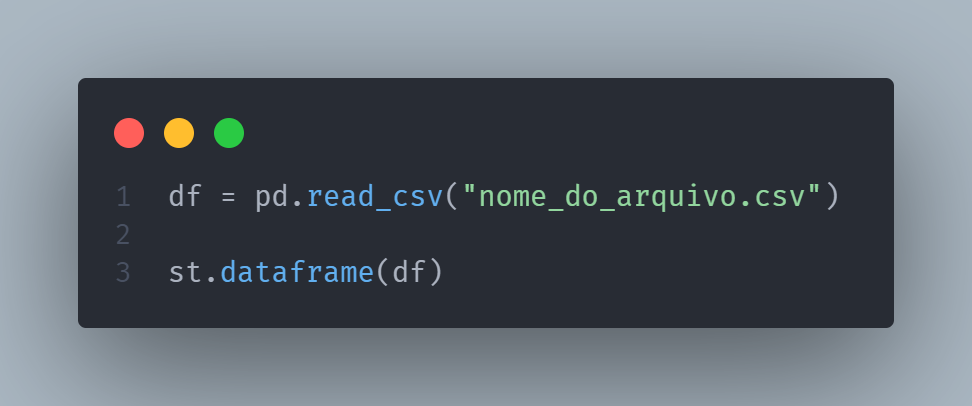 1 df = pd.read_csv("nome_do_arquivo.csv")
2
3 st.dataframe(df)